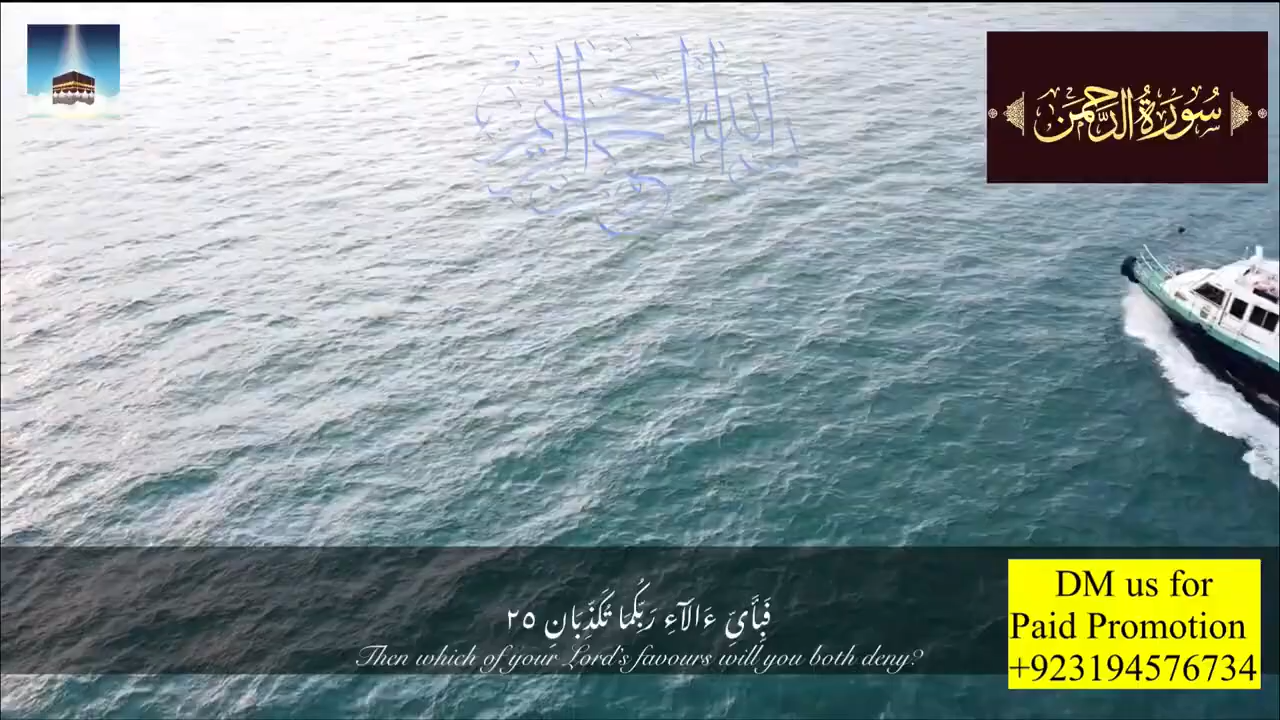 سُورَةُ الرَّحْمَن
فَبِأَىِّ ءَالَآءِ رَبِّكُمَا تُكَذِّبَانِ ٢٥
Then which of your Lord's favours will you both deny?
DM us for
Paid Promotion
+923194576734